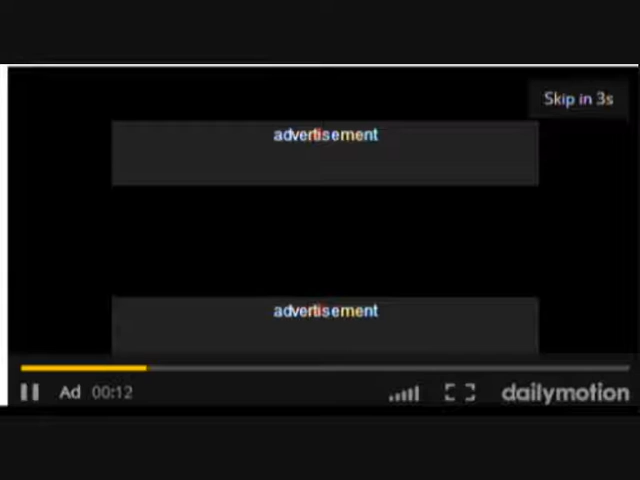 Skip in 3s
advertisement
advertisement
Ad 00:12
dailymotion